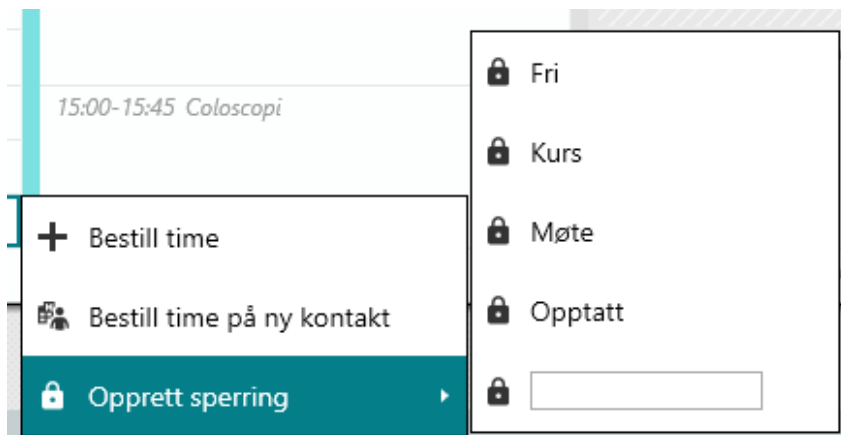 15:00-15:45 Coloscopi
Bestill time
Bestill time på ny kontakt
Opprett sperring
Fri
Kurs
Møte
Opptatt